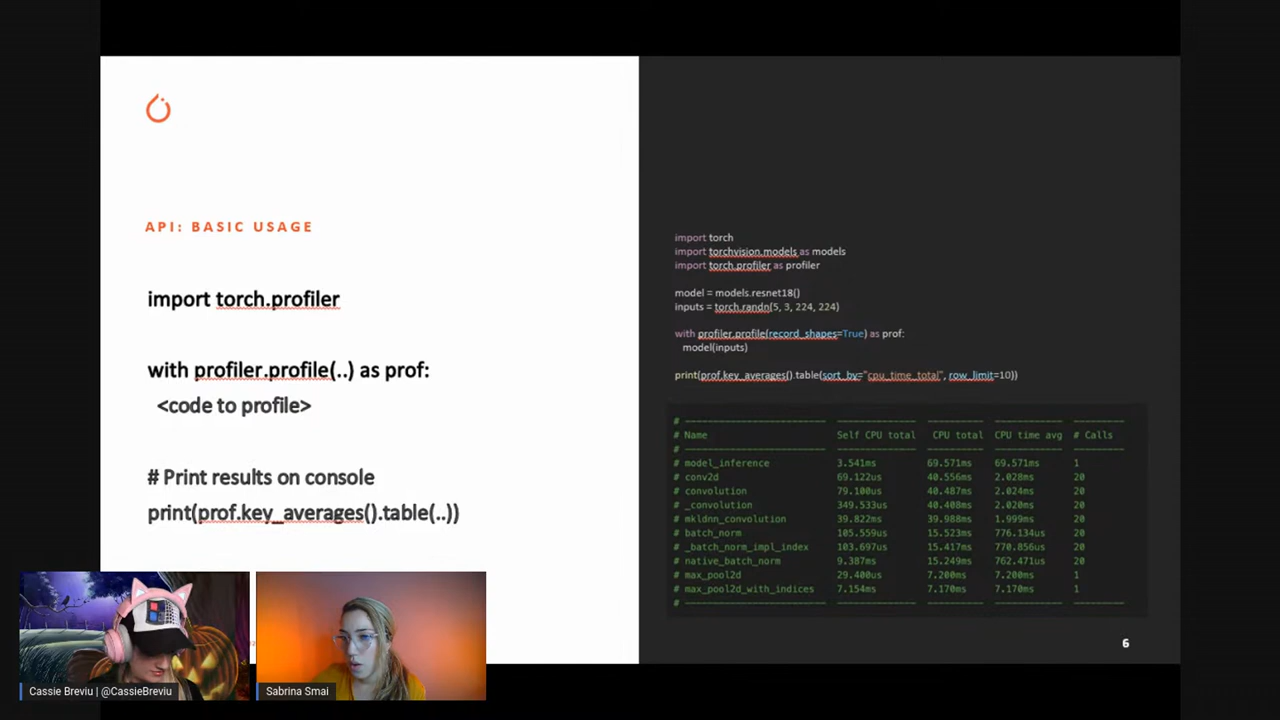 API: BASIC USAGE
import torch.profiler
with profiler.profile(..) as prof:
<code to profile>
# Print results on console
print(prof.key_averages().table(..))
import torch
import torchvision.models as models
import torch.profiler as profiler
model = models.resnet18()
inputs = torch.randn(5, 3, 224, 224)
with profiler.profile(record_shapes=True) as prof:
model(inputs)
print(prof.key_averages().table(sort_by="cpu_time_total", row_limit=10))
# ------------------------- -------------- ------------ ------------ ---------
# Name Self CPU total CPU total CPU time avg # Calls
# ------------------------- -------------- ------------ ------------ ---------
# model_inference 3.541ms 69.571ms 69.571ms 1
# conv2d 69.122us 40.556ms 2.028ms 20
# convolution 79.100us 40.487ms 2.024ms 20
# _convolution 349.533us 40.408ms 2.020ms 20
# mkldnn_convolution 39.822ms 39.988ms 1.999ms 20
# batch_norm 105.559us 15.523ms 776.134us 20
# _batch_norm_impl_index 103.697us 15.417ms 770.856us 20
# native_batch_norm 9.387ms 15.249ms 762.471us 20
# max_pool2d 29.400us 7.200ms 7.200ms 1
# max_pool2d_with_indices 7.154ms 7.170ms 7.170ms 1
# ------------------------- -------------- ------------ ------------ ---------
6
Cassie Breviu | @CassieBreviu
Sabrina Smai